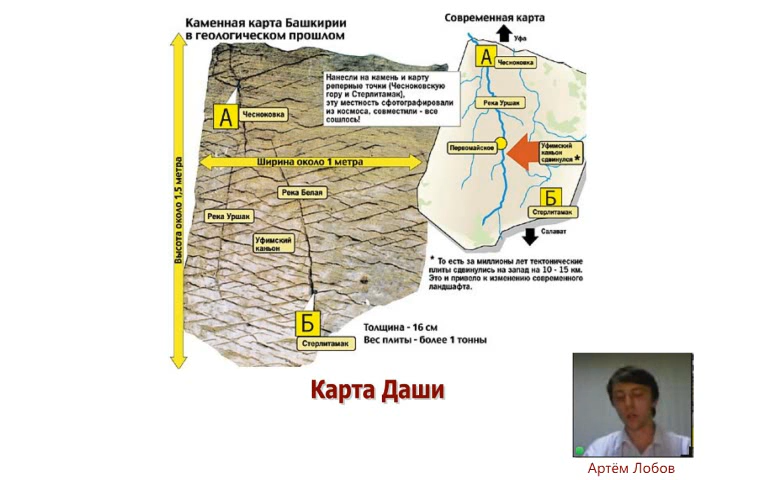 Каменная карта Башкирии
в геологическом прошлом
Современная карта
Уфа
А
Чесноковка
Нанесли на камень и карту
реперные точки (Чесноковскую
гору и Стерлитамак),
эту местность сфотографировали
из космоса, совместили - все
сошлось!
Река Уршак
А
Чесноковка
Первомайское
Уфимский
каньон
сдвинулся *
Ширина около 1 метра
Высота около 1,5 метра
Река Белая
Река Уршак
Уфимский
каньон
Б
Стерлитамак
Салават
* То есть за миллионы лет тектонические
плиты сдвинулись на запад на 10 - 15 км.
Это и привело к изменению современного
ландшафта.
Б
Стерлитамак
Толщина - 16 см
Вес плиты - более 1 тонны
Карта Даши
Артём Лобов